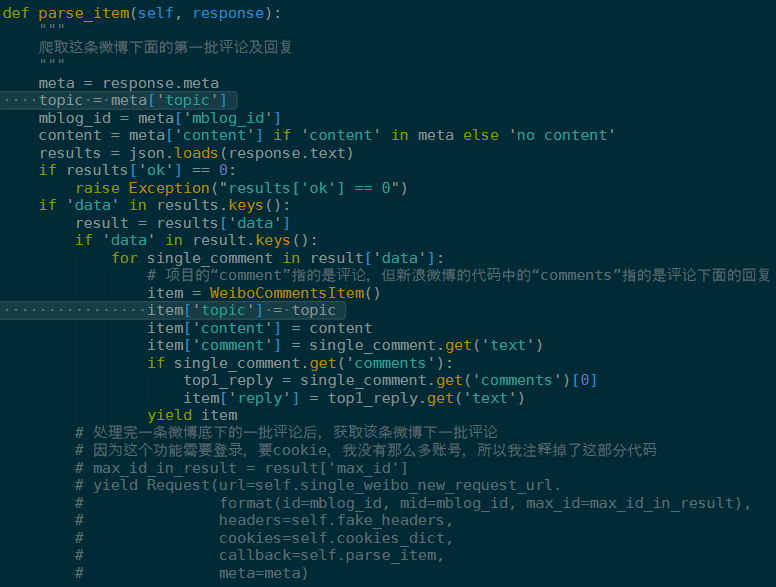 def parse_item(self, response):
    """
    爬取这条微博下面的第一批评论及回复
    """
    meta = response.meta
····topic·=·meta['topic']
    mblog_id = meta['mblog_id']
    content = meta['content'] if 'content' in meta else 'no content'
    results = json.loads(response.text)
    if results['ok'] == 0:
        raise Exception("results['ok'] == 0")
    if 'data' in results.keys():
        result = results['data']
        if 'data' in result.keys():
            for single_comment in result['data']:
                # 项目的“comment”指的是评论，但新浪微博的代码中的“comments”指的是评论下面的回复
                item = WeiboCommentsItem()
················item['topic']·=·topic
                item['content'] = content
                item['comment'] = single_comment.get('text')
                if single_comment.get('comments'):
                    top1_reply = single_comment.get('comments')[0]
                    item['reply'] = top1_reply.get('text')
                yield item
        # 处理完一条微博底下的一批评论后，获取该条微博下一批评论
        # 因为这个功能需要登录，要cookie，我没有那么多账号，所以我注释掉了这部分代码
        # max_id_in_result = result['max_id']
        # yield Request(url=self.single_weibo_new_request_url.
        #               format(id=mblog_id, mid=mblog_id, max_id=max_id_in_result),
        #               headers=self.fake_headers,
        #               cookies=self.cookies_dict,
        #               callback=self.parse_item,
        #               meta=meta)